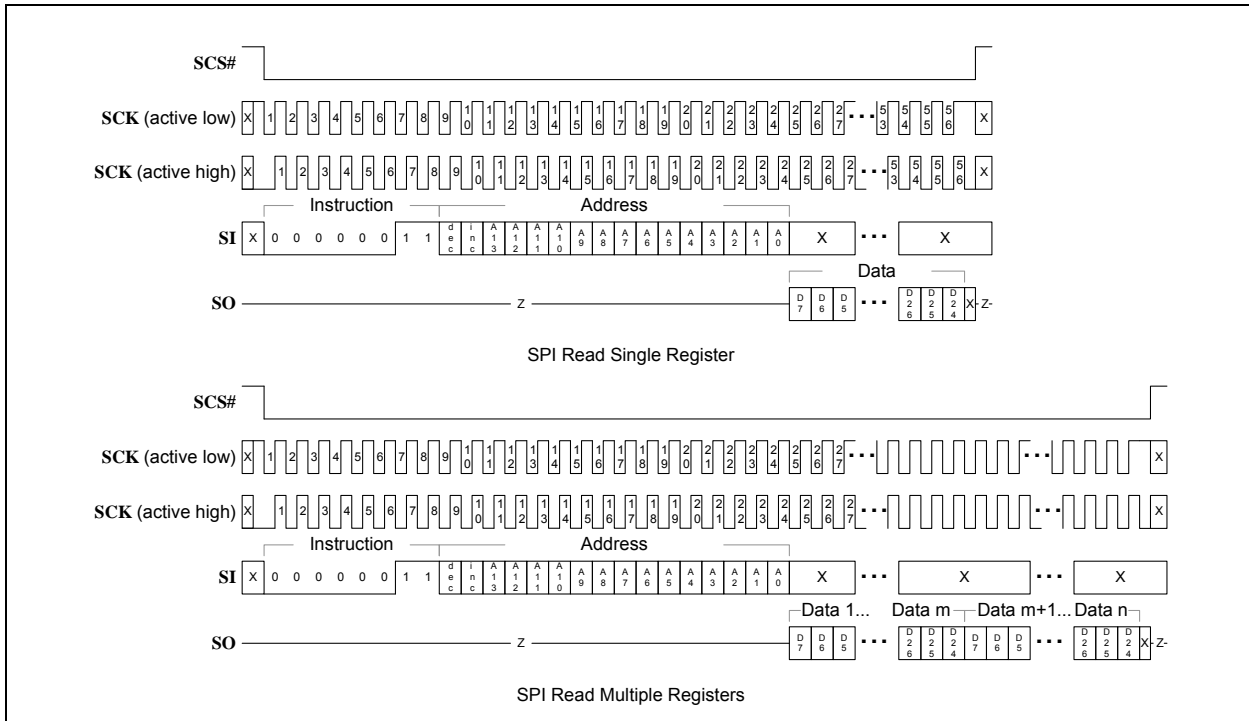 SCS#
SCK (active low) X 1 2 3 4 5 6 7 8 9 10 11 12 13 14 15 16 17 18 19 20 21 22 23 24 25 26 27 ... 53 54 55 56 X
SCK (active high) X 1 2 3 4 5 6 7 8 9 10 11 12 13 14 15 16 17 18 19 20 21 22 23 24 25 26 27 ... 53 54 55 56 X
Instruction Address
SI X 0 0 0 0 0 0 1 1 dec inc A13 A12 A11 A10 A9 A8 A7 A6 A5 A4 A3 A2 A1 A0 X ... X
Data
SO Z D7 D6 D5 ... D26 D25 D24 X Z
SPI Read Single Register
SCS#
SCK (active low) X 1 2 3 4 5 6 7 8 9 10 11 12 13 14 15 16 17 18 19 20 21 22 23 24 25 26 27 ... ... X
SCK (active high) X 1 2 3 4 5 6 7 8 9 10 11 12 13 14 15 16 17 18 19 20 21 22 23 24 25 26 27 ... ... X
Instruction Address
SI X 0 0 0 0 0 0 1 1 dec inc A13 A12 A11 A10 A9 A8 A7 A6 A5 A4 A3 A2 A1 A0 X ... X ... X
Data 1... Data m Data m+1... Data n
SO Z D7 D6 D5 ... D26 D25 D24 D7 D6 D5 ... D26 D25 D24 X Z
SPI Read Multiple Registers